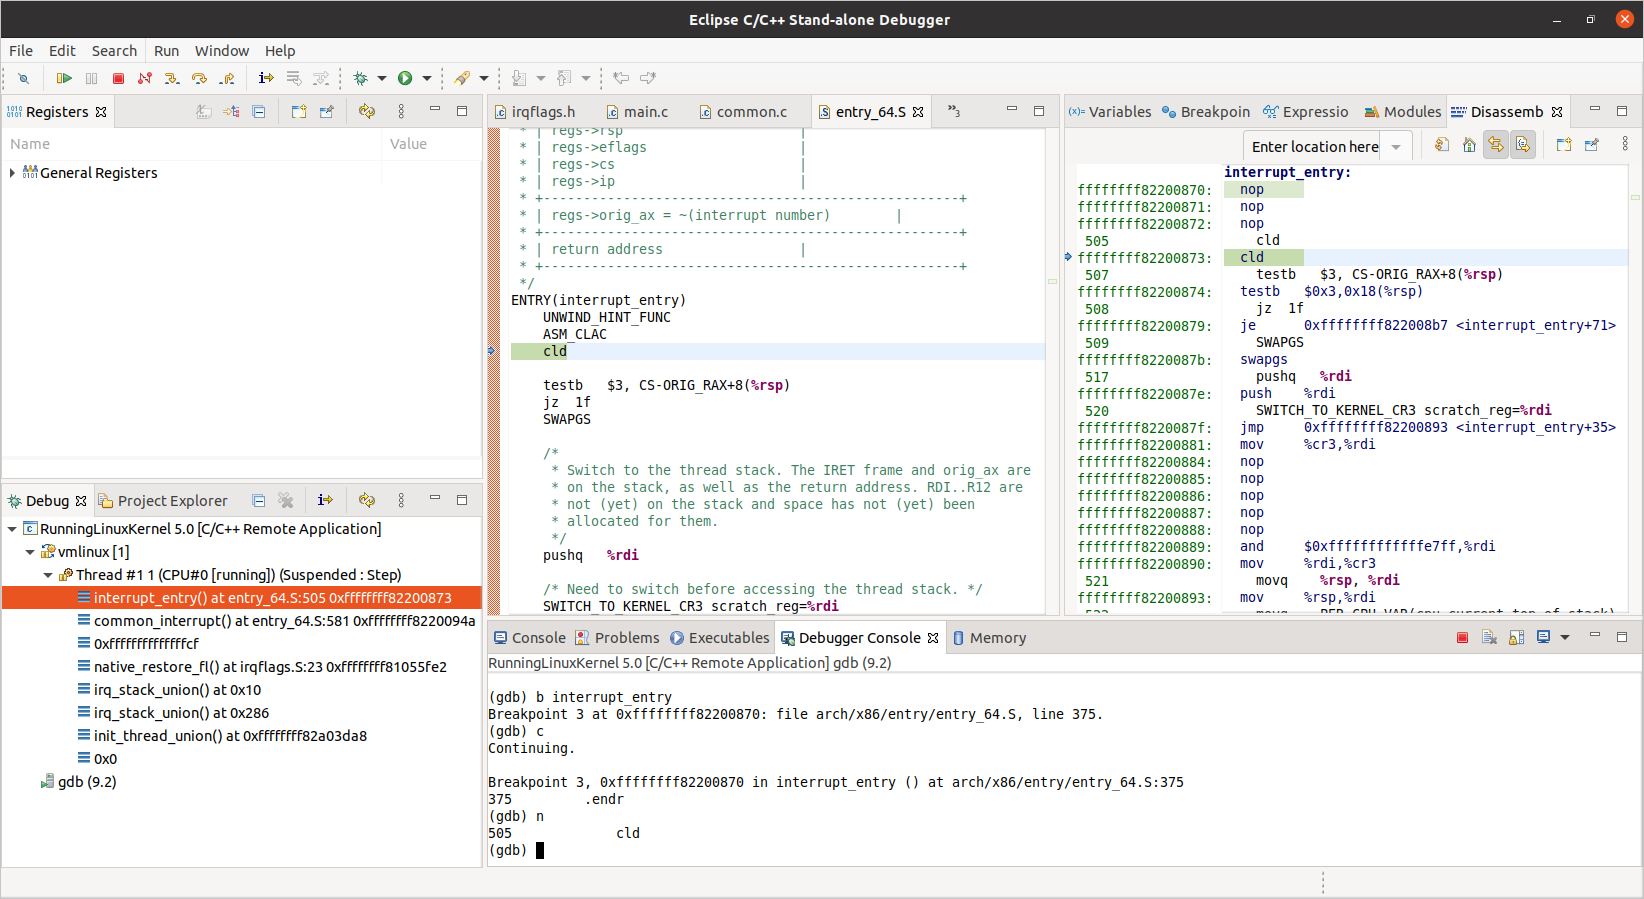 Eclipse C/C++ Stand-alone Debugger
File Edit Search Run Window Help
Registers
Name Value
General Registers
Debug Project Explorer
RunningLinuxKernel 5.0 [C/C++ Remote Application]
vmlinux [1]
Thread #1 1 (CPU#0 [running]) (Suspended : Step)
interrupt_entry() at entry_64.S:505 0xffffffff82200873
common_interrupt() at entry_64.S:581 0xffffffff8220094a
0xffffffffffffffcf
native_restore_fl() at irqflags.S:23 0xffffffff81055fe2
irq_stack_union() at 0x10
irq_stack_union() at 0x286
init_thread_union() at 0xffffffff82a03da8
0x0
gdb (9.2)
irqflags.h main.c common.c entry_64.S »3
* | regs->rsp |
* | regs->eflags |
* | regs->cs |
* | regs->ip |
* +----------------------------------------------------+
* | regs->orig_ax = ~(interrupt number) |
* +----------------------------------------------------+
* | return address |
* +----------------------------------------------------+
*/
ENTRY(interrupt_entry)
UNWIND_HINT_FUNC
ASM_CLAC
cld
testb $3, CS-ORIG_RAX+8(%rsp)
jz 1f
SWAPGS
/*
* Switch to the thread stack. The IRET frame and orig_ax are
* on the stack, as well as the return address. RDI..R12 are
* not (yet) on the stack and space has not (yet) been
* allocated for them.
*/
pushq %rdi
/* Need to switch before accessing the thread stack. */
SWITCH_TO_KERNEL_CR3 scratch_reg=%rdi
Variables Breakpoin Expressio Modules Disassemb
Enter location here
interrupt_entry:
ffffffff82200870: nop
ffffffff82200871: nop
ffffffff82200872: nop
505 cld
ffffffff82200873: cld
507 testb $3, CS-ORIG_RAX+8(%rsp)
ffffffff82200874: testb $0x3,0x18(%rsp)
508 jz 1f
ffffffff82200879: je 0xffffffff822008b7 <interrupt_entry+71>
509 SWAPGS
ffffffff8220087b: swapgs
517 pushq %rdi
ffffffff8220087e: push %rdi
520 SWITCH_TO_KERNEL_CR3 scratch_reg=%rdi
ffffffff8220087f: jmp 0xffffffff82200893 <interrupt_entry+35>
ffffffff82200881: mov %cr3,%rdi
ffffffff82200884: nop
ffffffff82200885: nop
ffffffff82200886: nop
ffffffff82200887: nop
ffffffff82200888: nop
ffffffff82200889: and $0xffffffffffffe7ff,%rdi
ffffffff82200890: mov %rdi,%cr3
521 movq %rsp, %rdi
ffffffff82200893: mov %rsp,%rdi
Console Problems Executables Debugger Console Memory
RunningLinuxKernel 5.0 [C/C++ Remote Application] gdb (9.2)
(gdb) b interrupt_entry
Breakpoint 3 at 0xffffffff82200870: file arch/x86/entry/entry_64.S, line 375.
(gdb) c
Continuing.
Breakpoint 3, 0xffffffff82200870 in interrupt_entry () at arch/x86/entry/entry_64.S:375
375 .endr
(gdb) n
505 cld
(gdb)